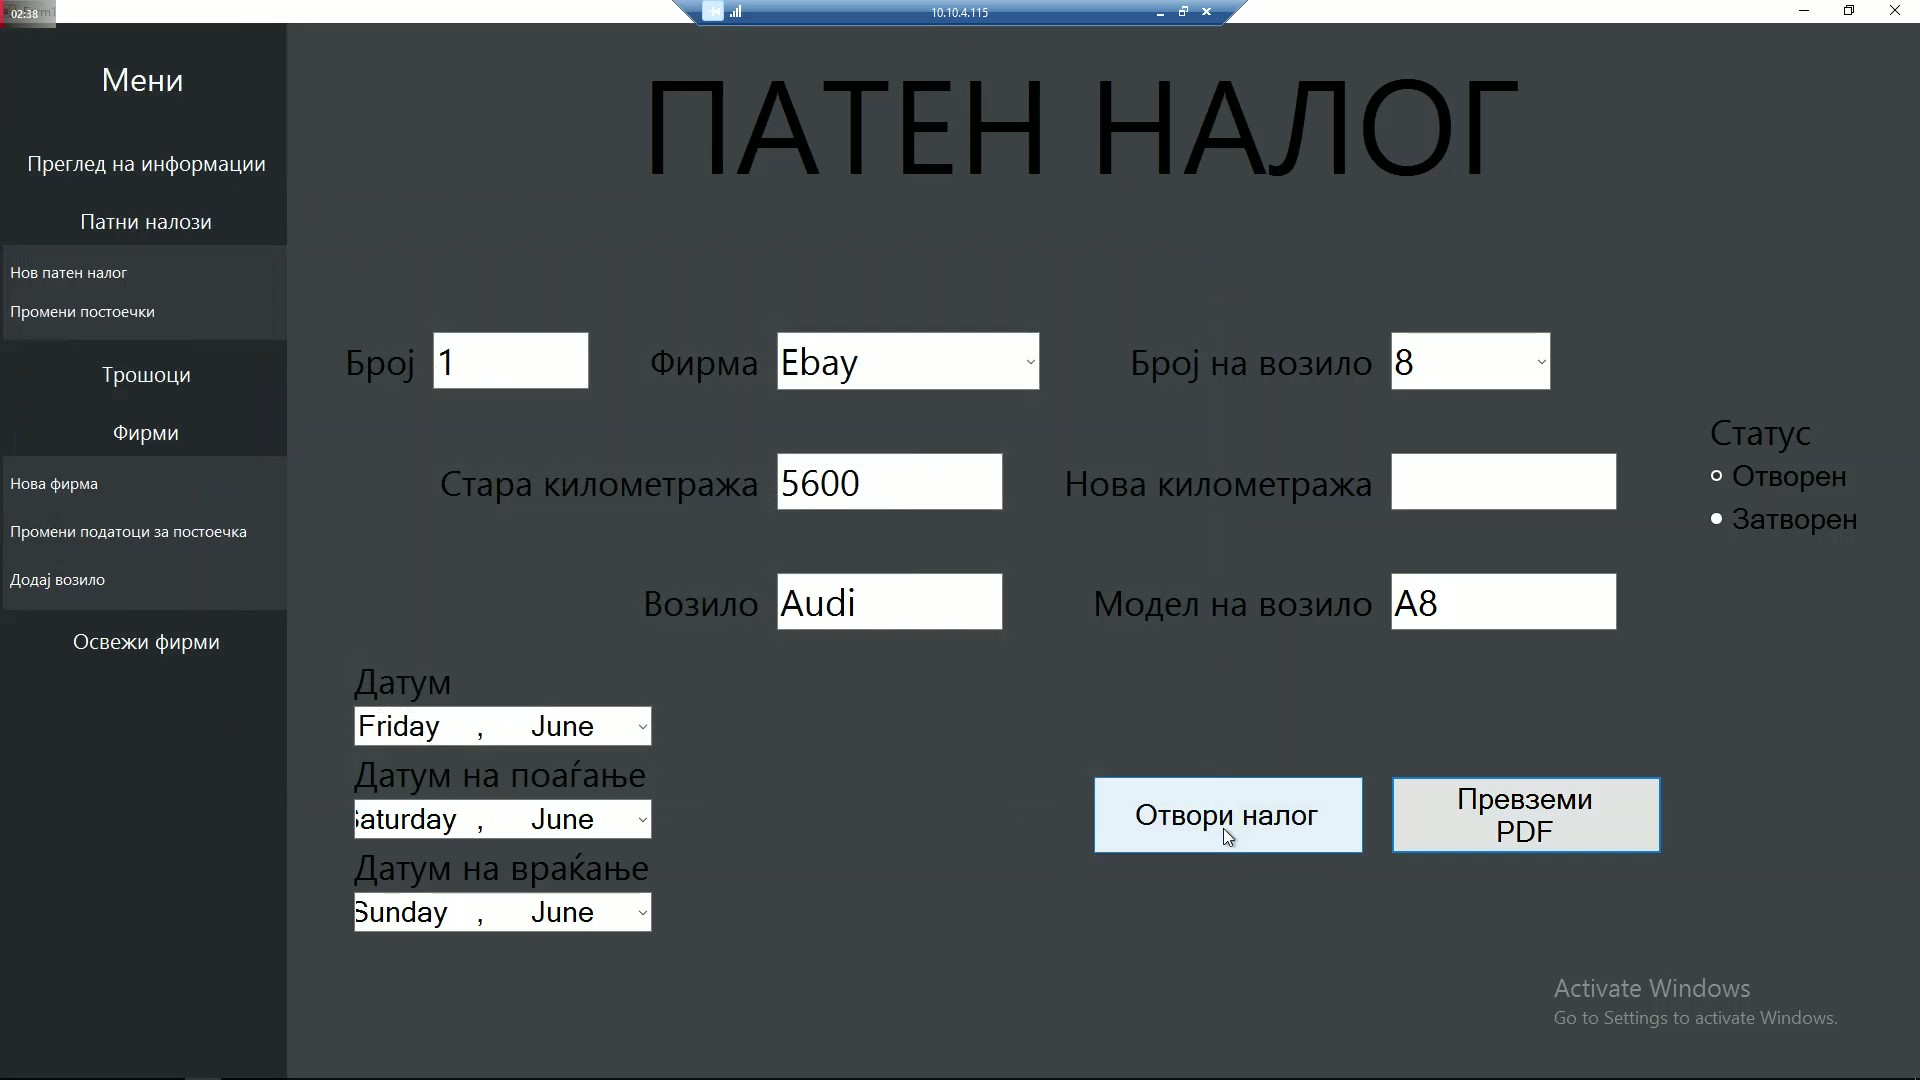 02:38
10.10.4.115
Мени
ПАТЕН НАЛОГ
Преглед на информации
Патни налози
Нов патен налог
Промени постоечки
Трошоци
Фирми
Нова фирма
Промени податоци за постоечка
Додај возило
Освежи фирми
Број 1 Фирма Ebay Број на возило 8
Стара километража 5600 Нова километража
Статус
Отворен
Затворен
Возило Audi Модел на возило A8
Датум
Friday , June
Датум на поаѓање
Saturday , June
Датум на враќање
Sunday , June
Отвори налог
Превземи
PDF
Activate Windows
Go to Settings to activate Windows.